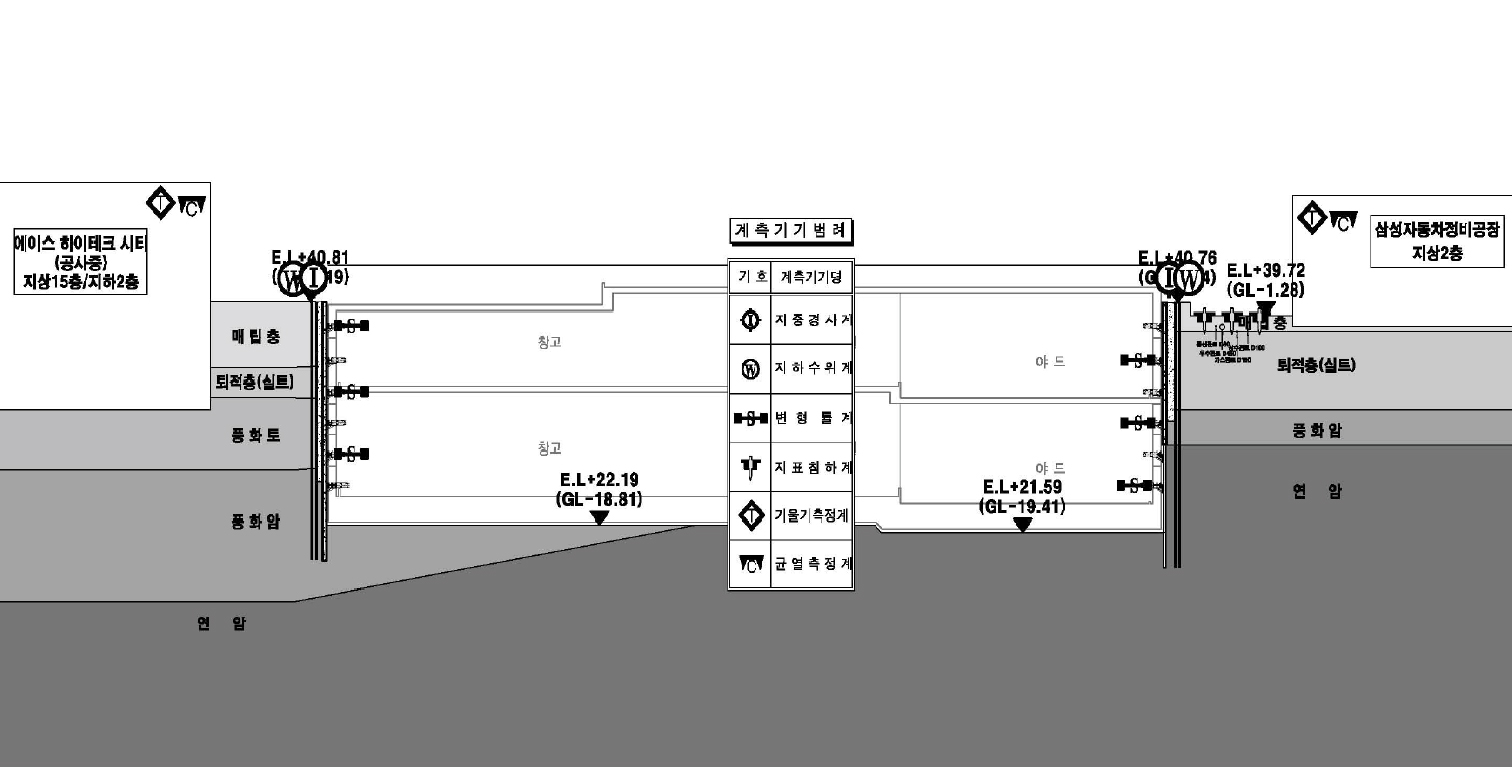 에이스 하이테크 시티
(공사중)
지상15층/지하2층
T
C
E.L+40.81
W
I
매 립 층
퇴적층(실트)
풍 화 토
풍 화 암
연 암
S
S
S
창고
창고
E.L+22.19
(GL-18.81)
계 측 기 기 범 례
기 호 계측기기명
I 지 중 경 사 계
W 지 하 수 위 계
S 변 형 률 계
지 표 침 하 계
T 기울기측정계
C 균 열 측 정 계
야 드
야 드
E.L+21.59
(GL-19.41)
S
S
S
E.L+40.76
I
W
E.L+39.72
(GL-1.28)
T
C
삼성자동차정비공장
지상2층
퇴적층(실트)
풍 화 암
연 암